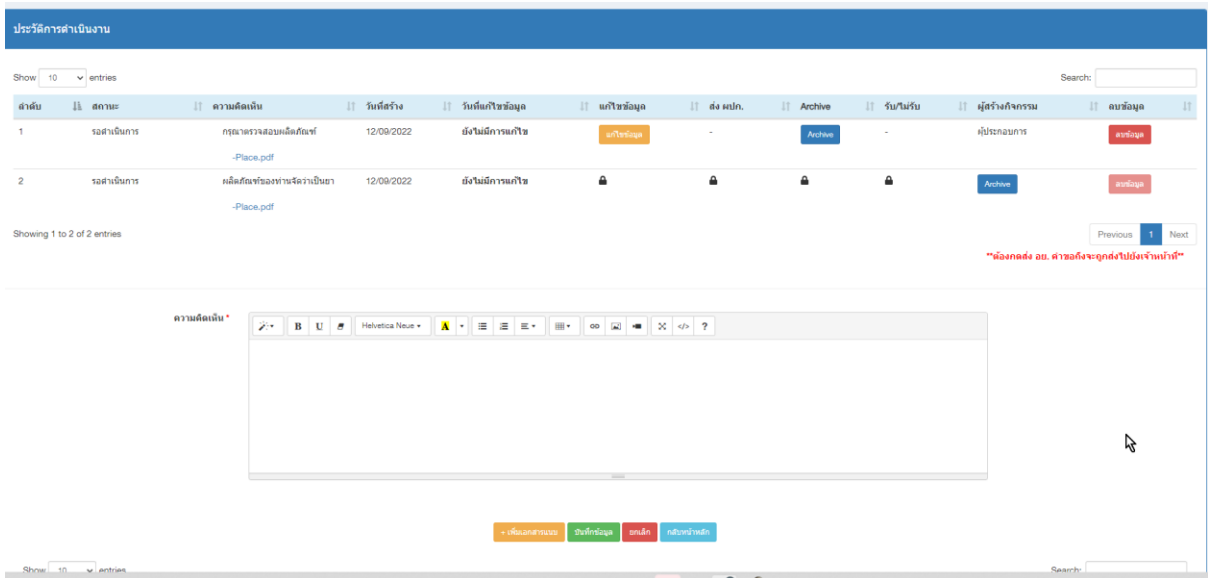 ประวัติการดำเนินงาน
Show 10 entries Search:
ลำดับ สถานะ ความคิดเห็น วันที่สร้าง วันที่แก้ไขข้อมูล แก้ไขข้อมูล ส่ง ผปก. Archive รับ/ไม่รับ ผู้สร้างกิจกรรม ลบข้อมูล
1 รอดำเนินการ กรุณาตรวจสอบผลิตภัณฑ์ 12/09/2022 ยังไม่มีการแก้ไข แก้ไขข้อมูล - Archive - ผู้ประกอบการ ลบข้อมูล
-Place.pdf
2 รอดำเนินการ ผลิตภัณฑ์ของท่านจัดว่าเป็นยา 12/09/2022 ยังไม่มีการแก้ไข Archive ลบข้อมูล
-Place.pdf
Showing 1 to 2 of 2 entries Previous 1 Next
**ต้องกดส่ง อย. คำขอถึงจะถูกส่งไปยังเจ้าหน้าที่**
ความคิดเห็น *
B U Helvetica Neue A </> ?
+ เพิ่มเอกสารแนบ บันทึกข้อมูล ยกเลิก กลับหน้าหลัก
Show 10 entries Search: